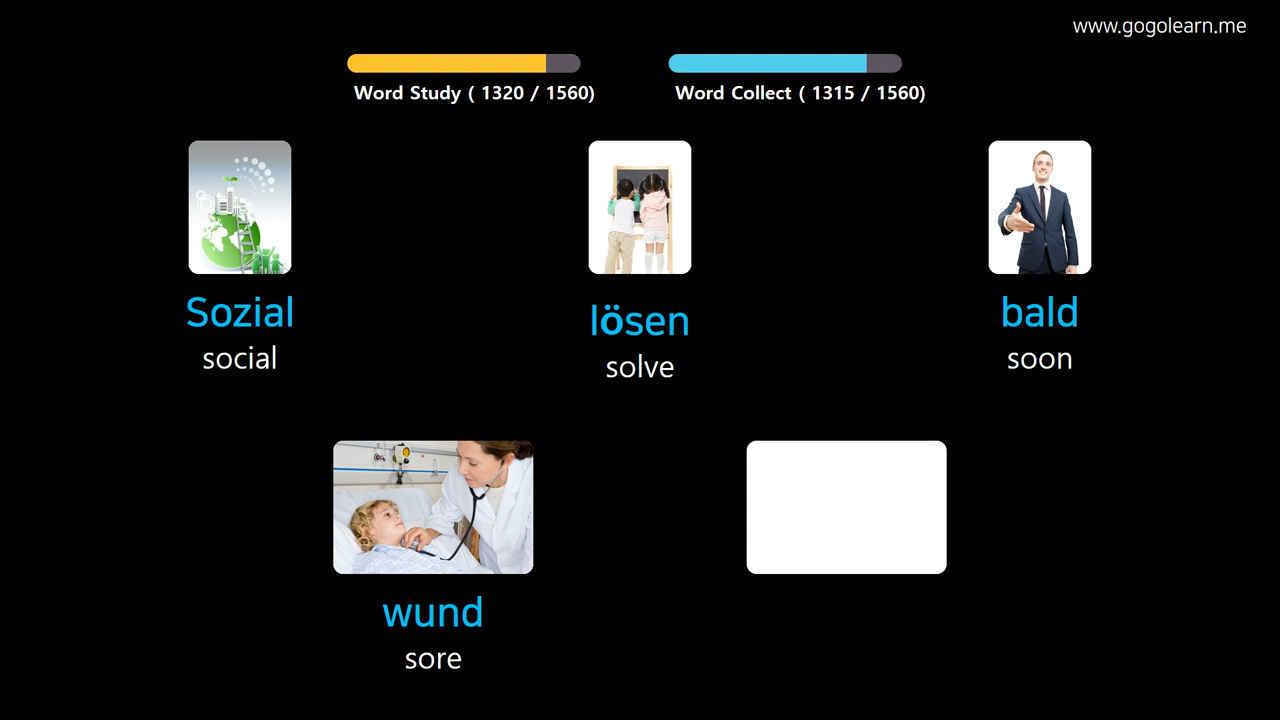 www.gogolearn.me
Word Study ( 1320 / 1560)
Word Collect ( 1315 / 1560)
Sozial
social
lösen
solve
bald
soon
wund
sore